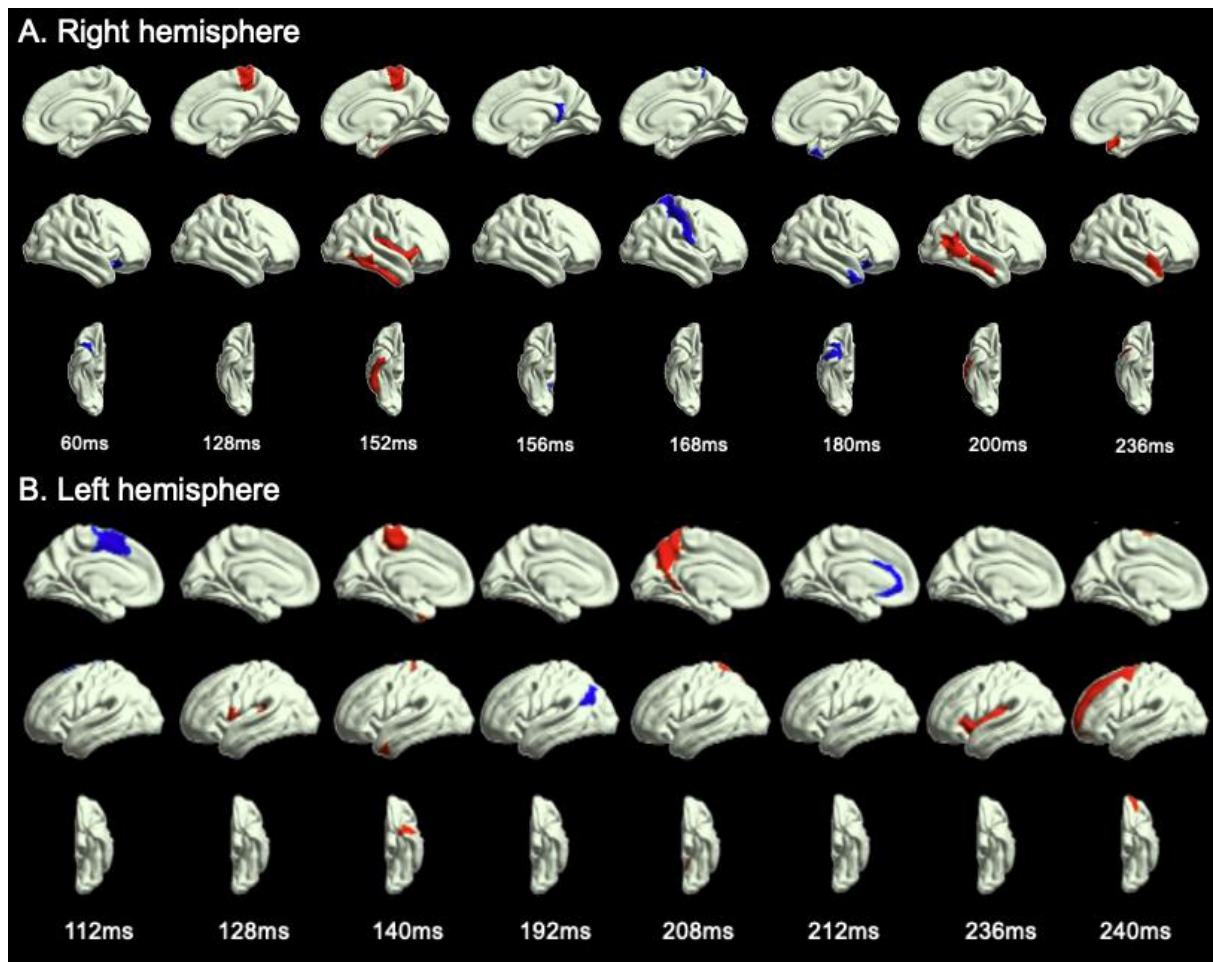 A. Right hemisphere
60ms 128ms 152ms 156ms 168ms 180ms 200ms 236ms
B. Left hemisphere
112ms 128ms 140ms 192ms 208ms 212ms 236ms 240ms